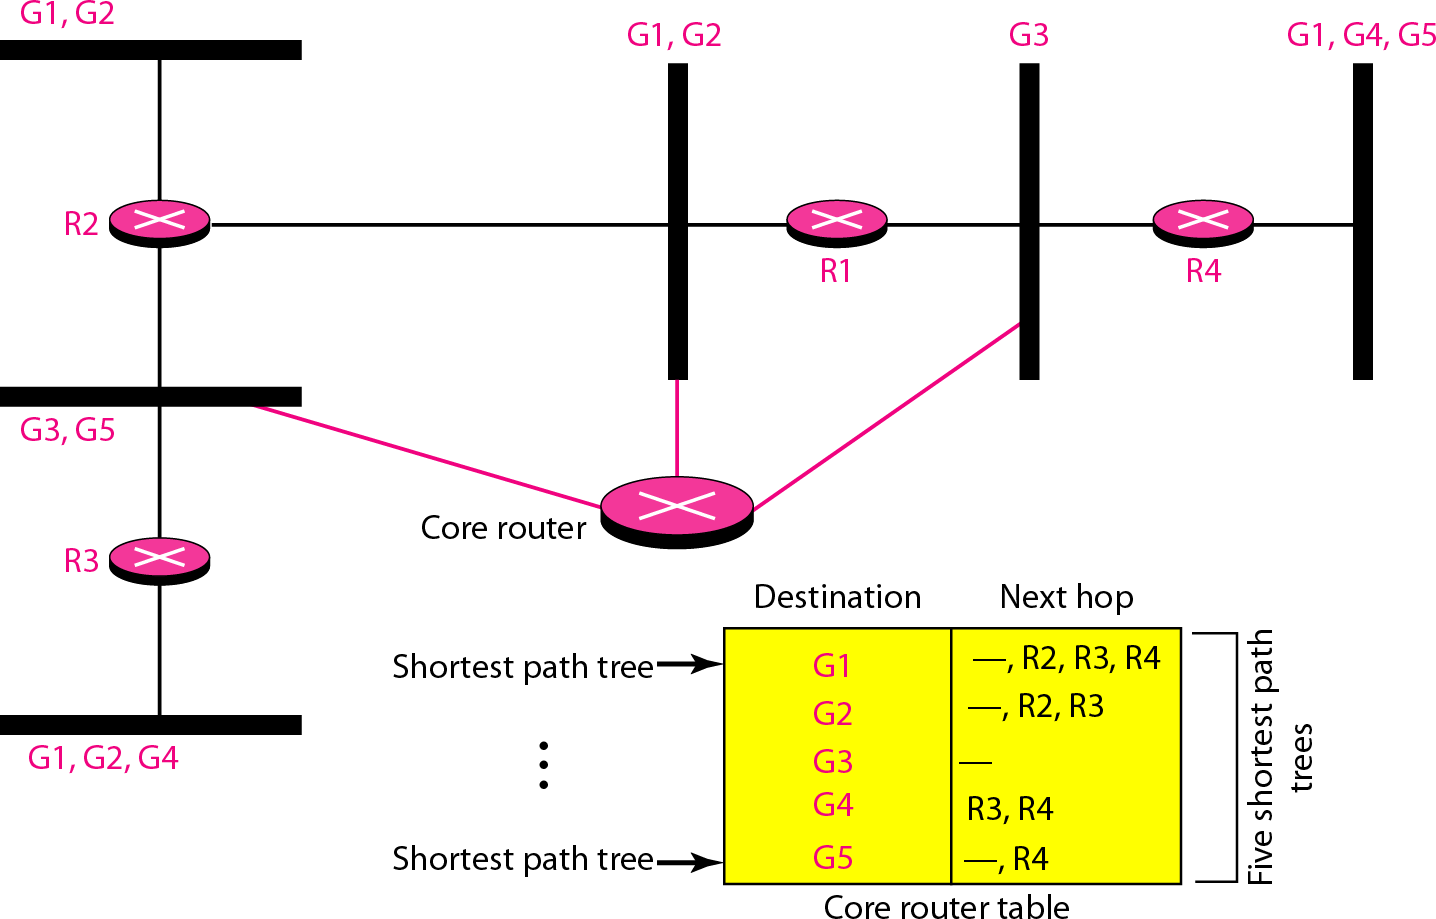 G1, G2
G1, G2
G3
G1, G4, G5
R2
R1
R4
G3, G5
Core router
R3
G1, G2, G4
Destination
Next hop
Shortest path tree
G1
—, R2, R3, R4
G2
—, R2, R3
G3
—
G4
R3, R4
Shortest path tree
G5
—, R4
Five shortest path
trees
Core router table